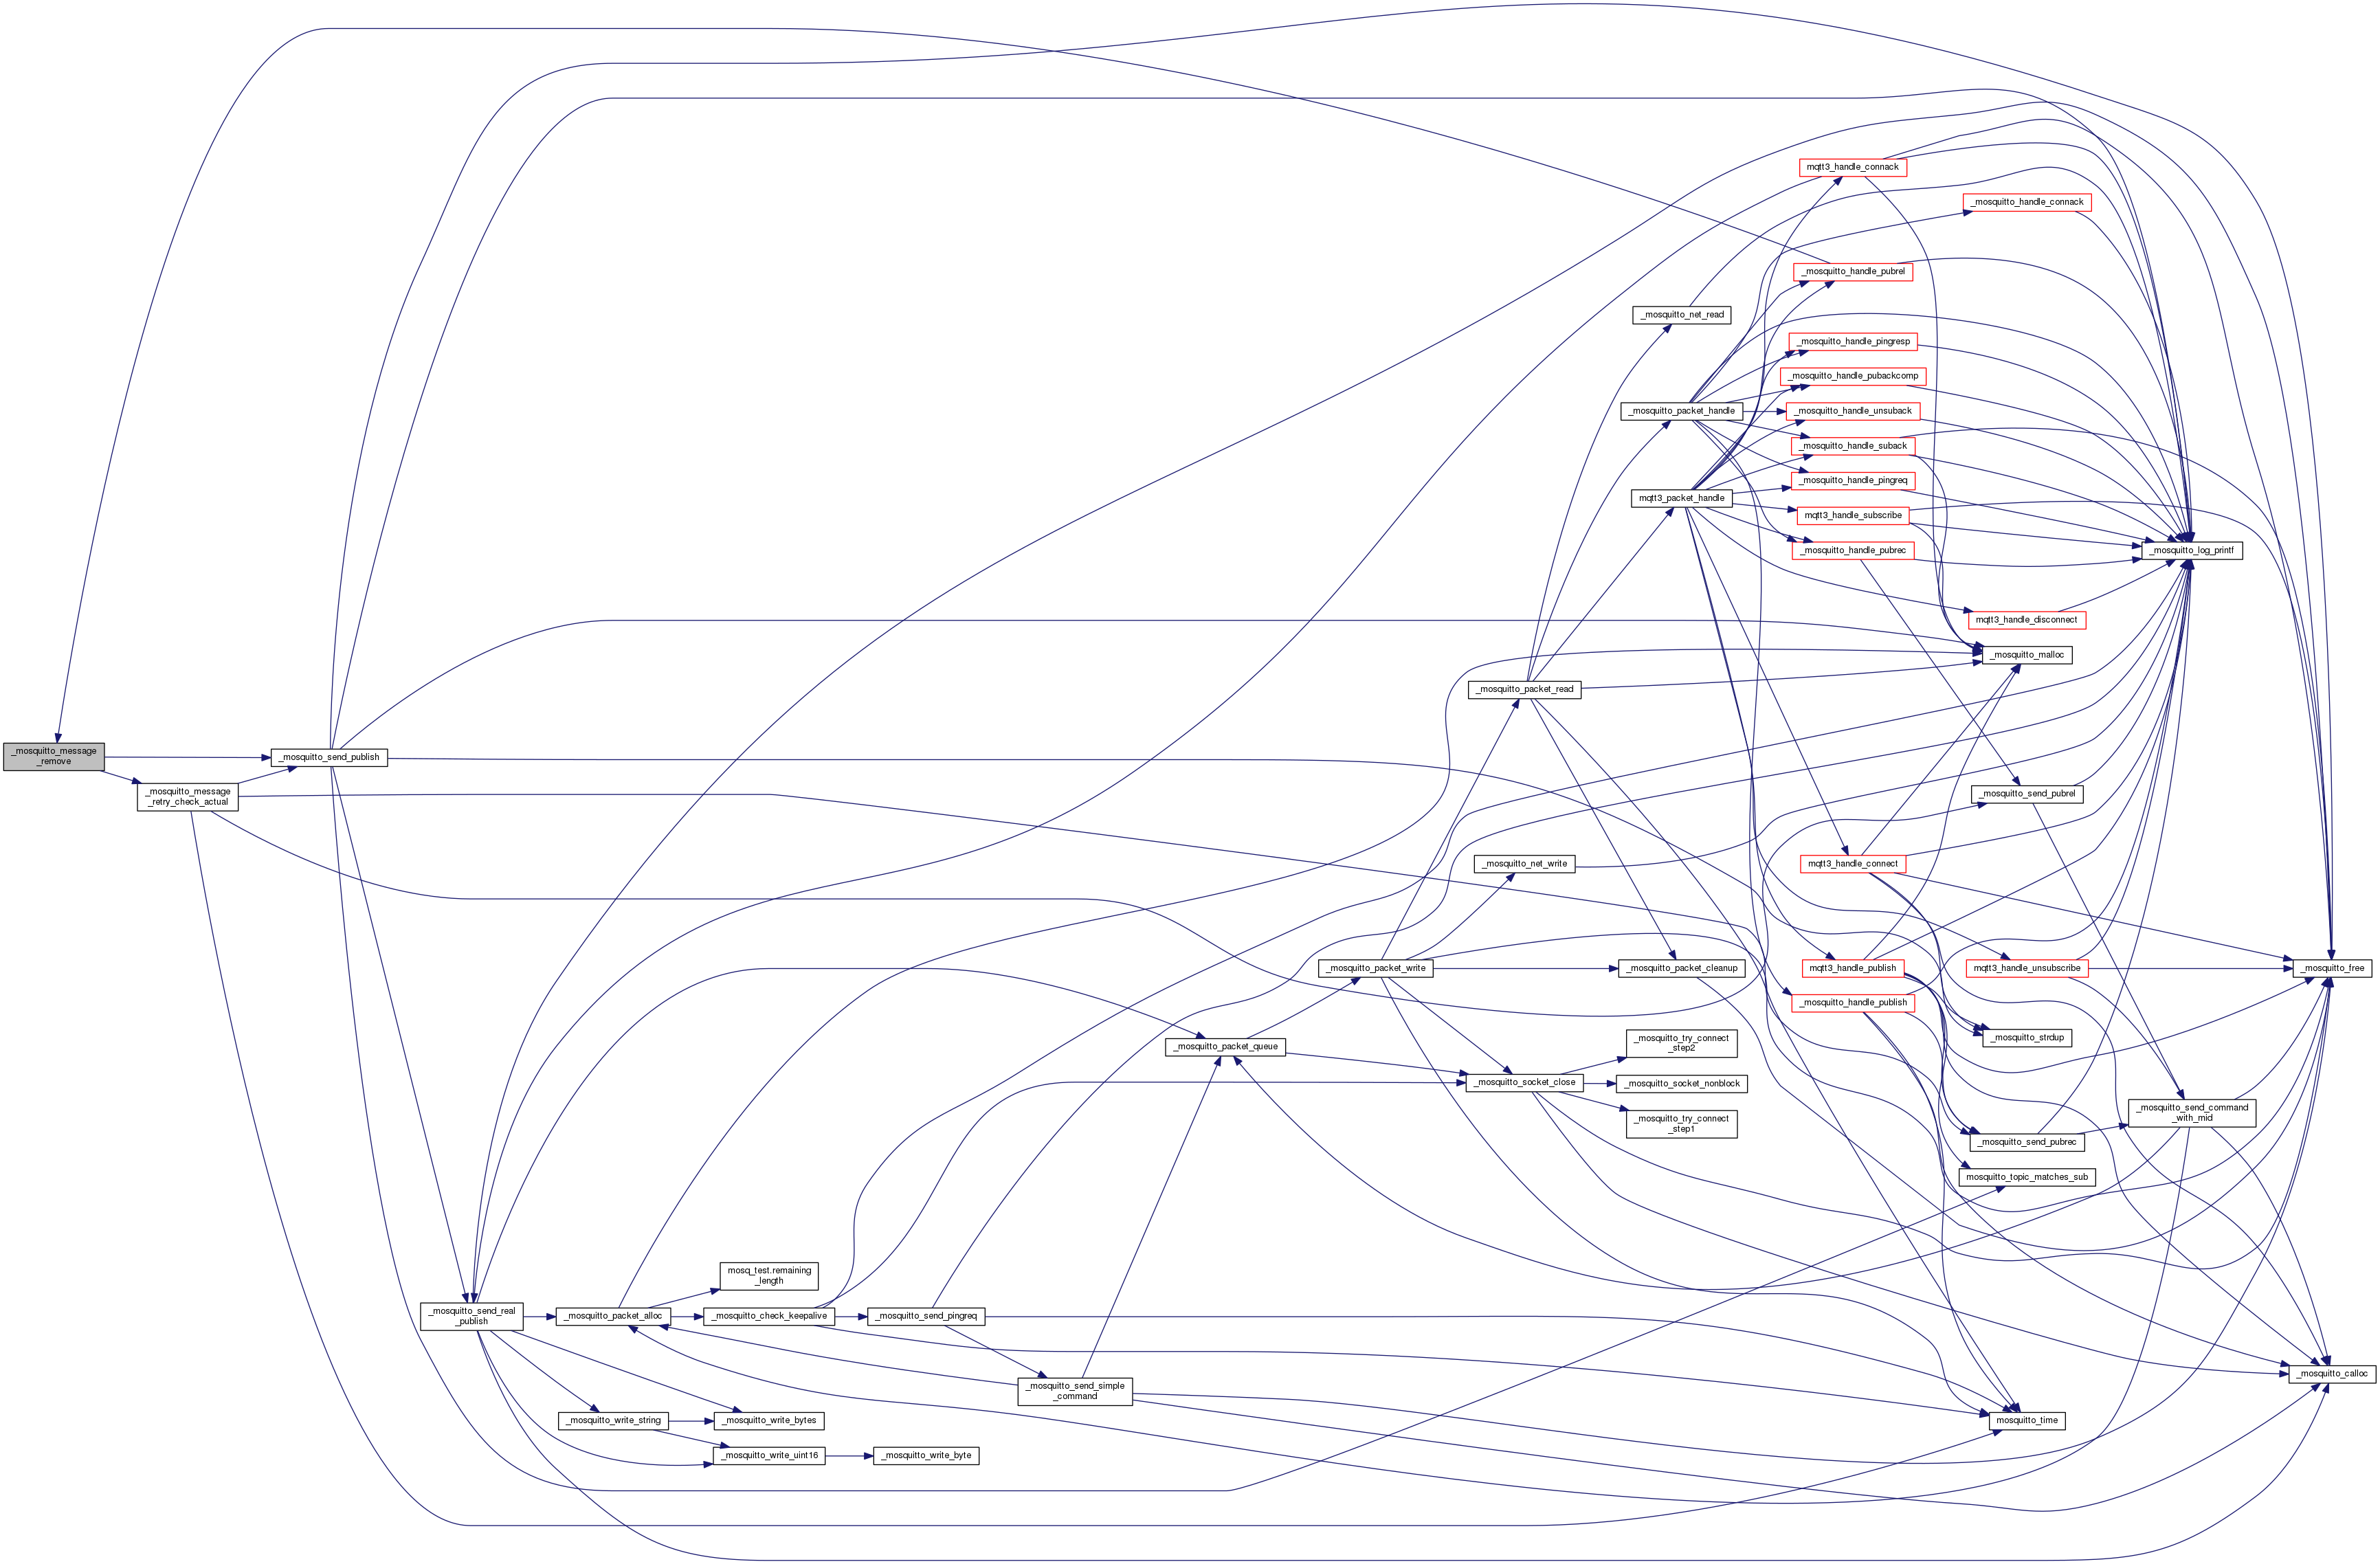 _mosquitto_message
_remove
_mosquitto_send_publish
_mosquitto_message
_retry_check_actual
_mosquitto_send_real
_publish
_mosquitto_packet_alloc
_mosquitto_write_string
mosq_test.remaining
_length
_mosquitto_check_keepalive
_mosquitto_write_bytes
_mosquitto_write_uint16
_mosquitto_send_pingreq
_mosquitto_write_byte
_mosquitto_send_simple
_command
_mosquitto_packet_queue
_mosquitto_packet_write
_mosquitto_packet_read
_mosquitto_net_write
_mosquitto_socket_close
_mosquitto_net_read
_mosquitto_packet_handle
mqtt3_packet_handle
_mosquitto_packet_cleanup
_mosquitto_try_connect
_step2
_mosquitto_socket_nonblock
_mosquitto_try_connect
_step1
mqtt3_handle_connack
_mosquitto_handle_connack
_mosquitto_handle_pubrel
_mosquitto_handle_pingresp
_mosquitto_handle_pubackcomp
_mosquitto_handle_unsuback
_mosquitto_handle_suback
_mosquitto_handle_pingreq
mqtt3_handle_subscribe
_mosquitto_handle_pubrec
mqtt3_handle_disconnect
_mosquitto_malloc
_mosquitto_send_pubrel
mqtt3_handle_connect
mqtt3_handle_publish
mqtt3_handle_unsubscribe
_mosquitto_handle_publish
_mosquitto_strdup
_mosquitto_send_pubrec
mosquitto_topic_matches_sub
mosquitto_time
_mosquitto_log_printf
_mosquitto_send_command
_with_mid
_mosquitto_free
_mosquitto_calloc